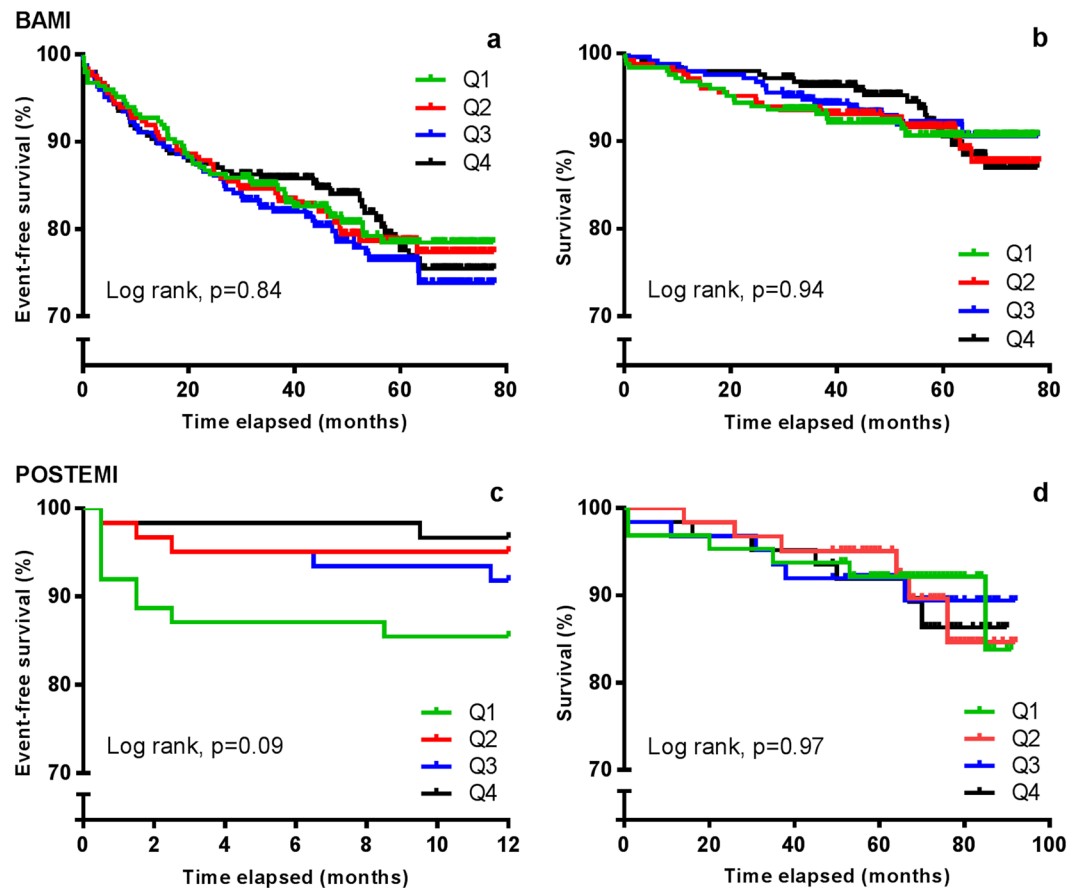 BAMI
a
b
100
90
80
70
Event-free survival (%)
Q1
Q2
Q3
Q4
Log rank, p=0.84
0
20
40
60
80
Time elapsed (months)
100
90
80
70
Survival (%)
Q1
Q2
Q3
Q4
Log rank, p=0.94
0
20
40
60
80
Time elapsed (months)
POSTEMI
c
d
100
90
80
70
Event-free survival (%)
Q1
Q2
Q3
Q4
Log rank, p=0.09
0
2
4
6
8
10
12
Time elapsed (months)
100
90
80
70
Survival (%)
Q1
Q2
Q3
Q4
Log rank, p=0.97
0
20
40
60
80
100
Time elapsed (months)